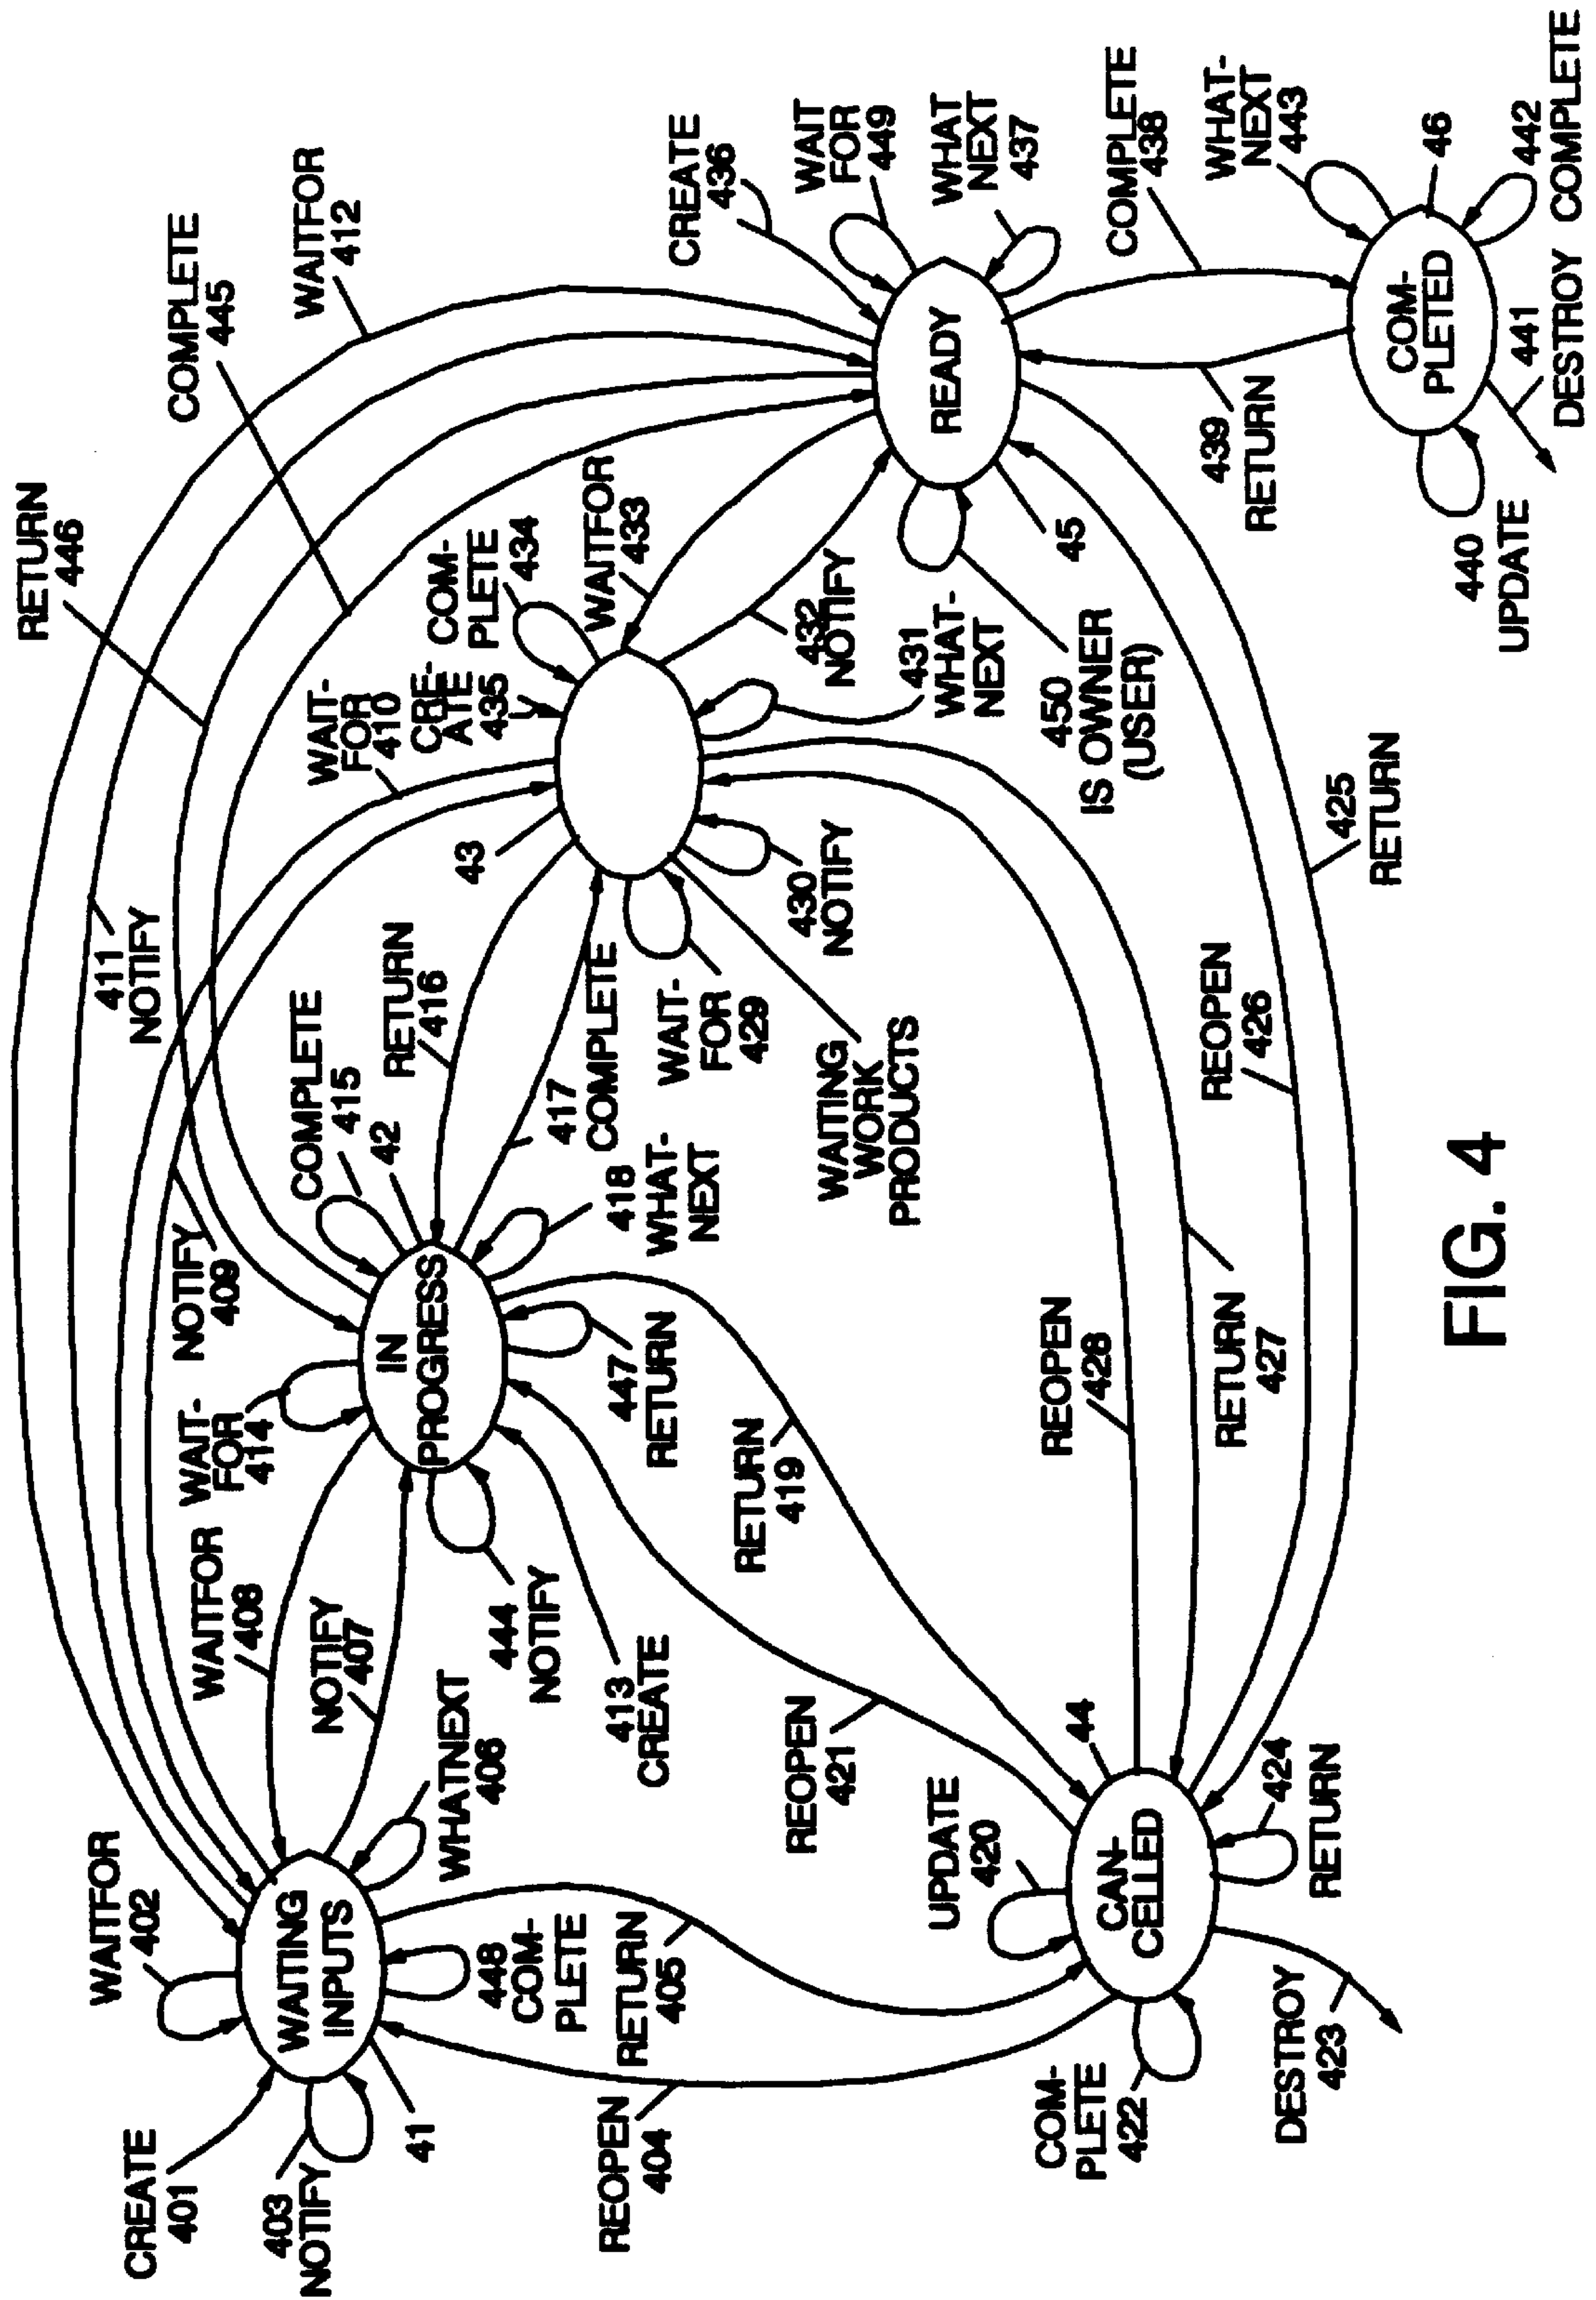 CREATE
401
403
NOTIFY
WAITFOR
402
WAITING
INPUTS
41
WHATNEXT
406
448
COM-
PLETE
RETURN
405
REOPEN
404
WAITFOR
408
NOTIFY
407
WAIT-
FOR
414
NOTIFY
409
IN
PROGRESS
444
NOTIFY
413
CREATE
447
RETURN
COMPLETE
415
42
418
WHAT-
NEXT
RETURN
416
417
COMPLETE
RETURN
419
REOPEN
421
411
NOTIFY
RETURN
446
COMPLETE
445
WAITFOR
412
WAIT-
FOR
410
CRE-
ATE
435
COM-
PLETE
434
WAITFOR
433
43
432
NOTIFY
431
WHAT-
NEXT
430
NOTIFY
WAIT-
FOR
429
WAITING
WORK
PRODUCTS
CREATE
436
WAIT
FOR
449
WHAT
NEXT
437
READY
45
450
IS OWNER
(USER)
COMPLETE
438
439
RETURN
WHAT-
NEXT
443
46
COM-
PLETED
442
COMPLETE
441
DESTROY
440
UPDATE
425
RETURN
REOPEN
426
REOPEN
428
RETURN
427
44
UPDATE
420
CAN-
CELLED
424
RETURN
COM-
PLETE
422
DESTROY
423
FIG. 4